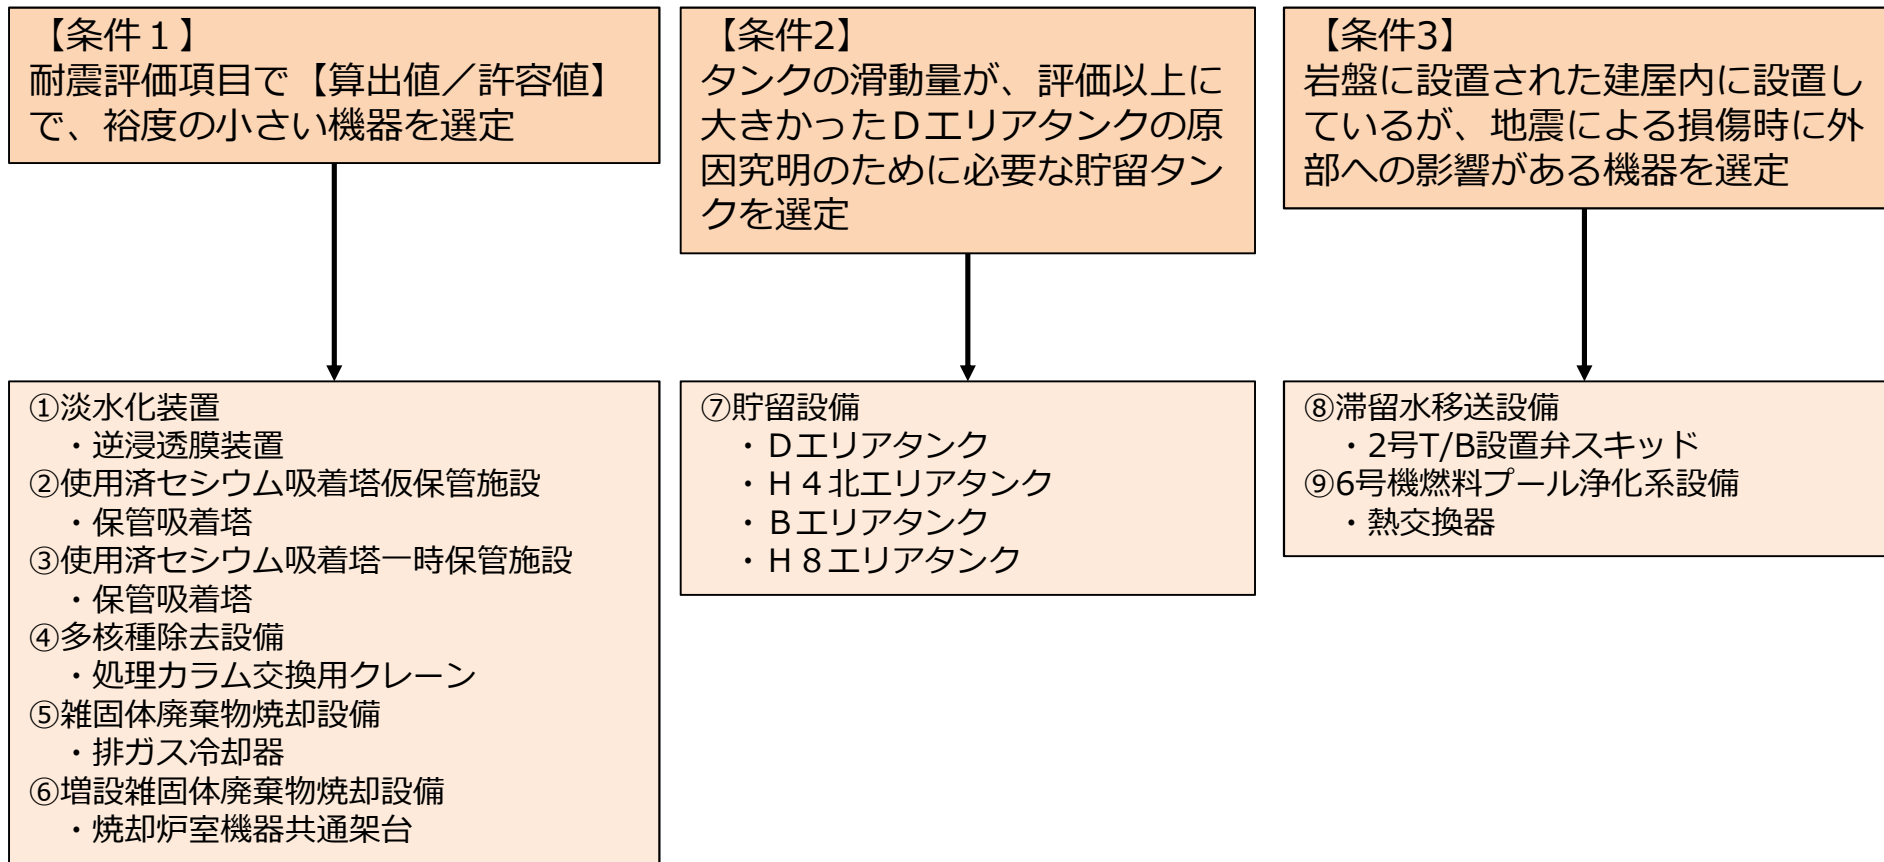 【条件１】
耐震評価項目で【算出値／許容値】
で、裕度の小さい機器を選定
①淡水化装置
・逆浸透膜装置
②使用済セシウム吸着塔仮保管施設
・保管吸着塔
③使用済セシウム吸着塔一時保管施設
・保管吸着塔
④多核種除去設備
・処理カラム交換用クレーン
⑤雑固体廃棄物焼却設備
・排ガス冷却器
⑥増設雑固体廃棄物焼却設備
・焼却炉室機器共通架台
【条件2】
タンクの滑動量が、評価以上に
大きかったＤエリアタンクの原
因究明のために必要な貯留タン
クを選定
⑦貯留設備
・Ｄエリアタンク
・Ｈ４北エリアタンク
・Ｂエリアタンク
・Ｈ８エリアタンク
【条件3】
岩盤に設置された建屋内に設置し
ているが、地震による損傷時に外
部への影響がある機器を選定
⑧滞留水移送設備
・2号T/B設置弁スキッド
⑨6号機燃料プール浄化系設備
・熱交換器